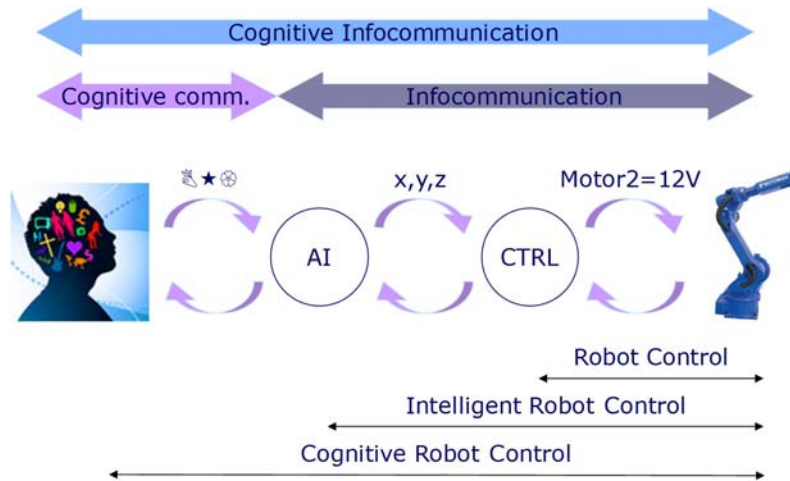 Cognitive Infocommunication
Cognitive comm.
Infocommunication
x,y,z
Motor2=12V
AI
CTRL
Robot Control
Intelligent Robot Control
Cognitive Robot Control